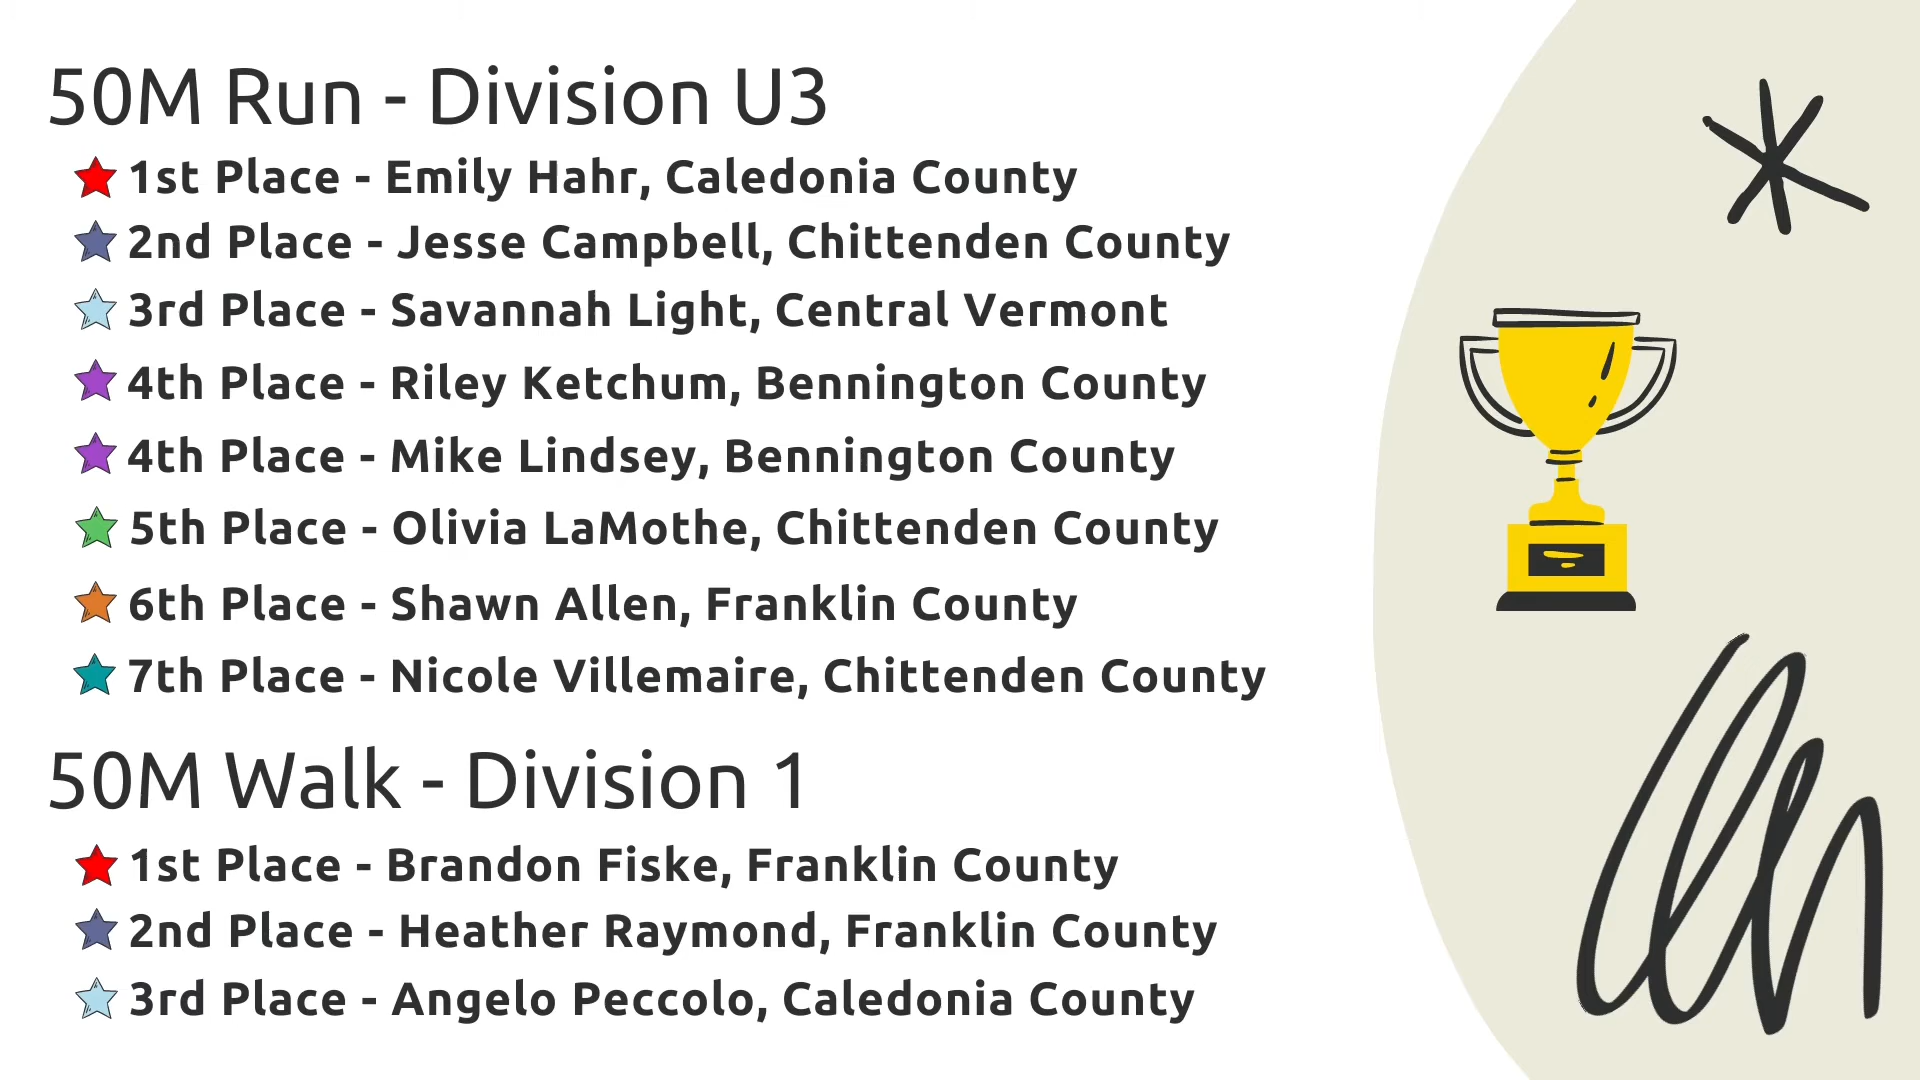 50M Run - Division U3
1st Place - Emily Hahr, Caledonia County
2nd Place - Jesse Campbell, Chittenden County
3rd Place - Savannah Light, Central Vermont
4th Place - Riley Ketchum, Bennington County
4th Place - Mike Lindsey, Bennington County
5th Place - Olivia LaMothe, Chittenden County
6th Place - Shawn Allen, Franklin County
7th Place - Nicole Villemaire, Chittenden County
50M Walk - Division 1
1st Place - Brandon Fiske, Franklin County
2nd Place - Heather Raymond, Franklin County
3rd Place - Angelo Peccolo, Caledonia County